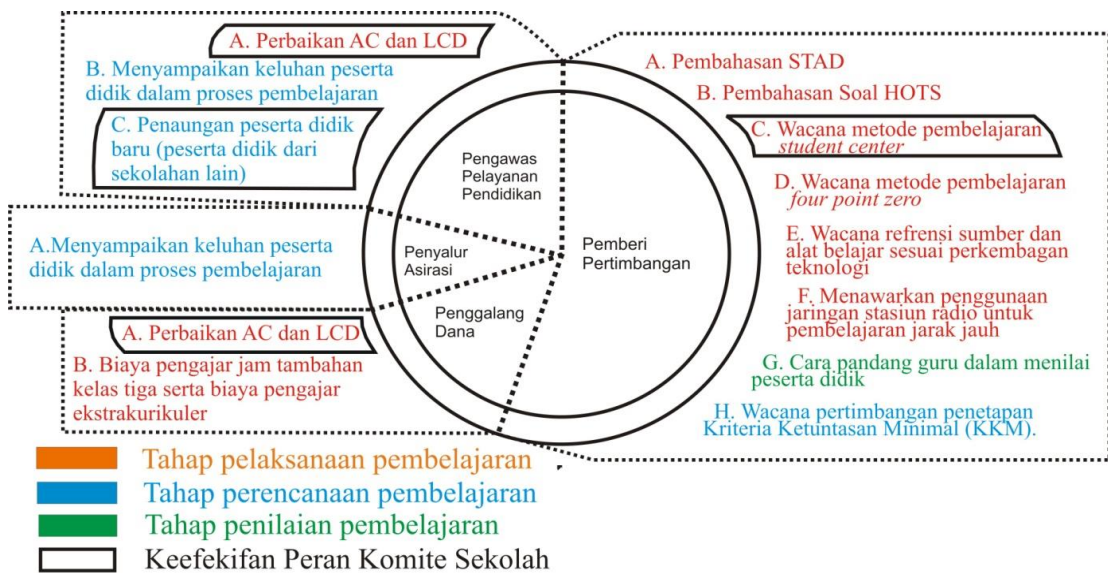 A. Perbaikan AC dan LCD
B. Menyampaikan keluhan peserta
didik dalam proses pembelajaran
C. Penaungan peserta didik
baru (peserta didik dari
sekolahan lain)
A.Menyampaikan keluhan peserta
didik dalam proses pembelajaran
A. Perbaikan AC dan LCD
B. Biaya pengajar jam tambahan
kelas tiga serta biaya pengajar
ekstrakurikuler
Pengawas
Pelayanan
Pendidikan
Penyalur
Asirasi
Penggalang
Dana
Pemberi
Pertimbangan
A. Pembahasan STAD
B. Pembahasan Soal HOTS
C. Wacana metode pembelajaran
student center
D. Wacana metode pembelajaran
four point zero
E. Wacana refrensi sumber dan
alat belajar sesuai perkembagan
teknologi
F. Menawarkan penggunaan
jaringan stasiun radio untuk
pembelajaran jarak jauh
G. Cara pandang guru dalam menilai
peserta didik
H. Wacana pertimbangan penetapan
Kriteria Ketuntasan Minimal (KKM).
Tahap pelaksanaan pembelajaran
Tahap perencanaan pembelajaran
Tahap penilaian pembelajaran
Keefekifan Peran Komite Sekolah